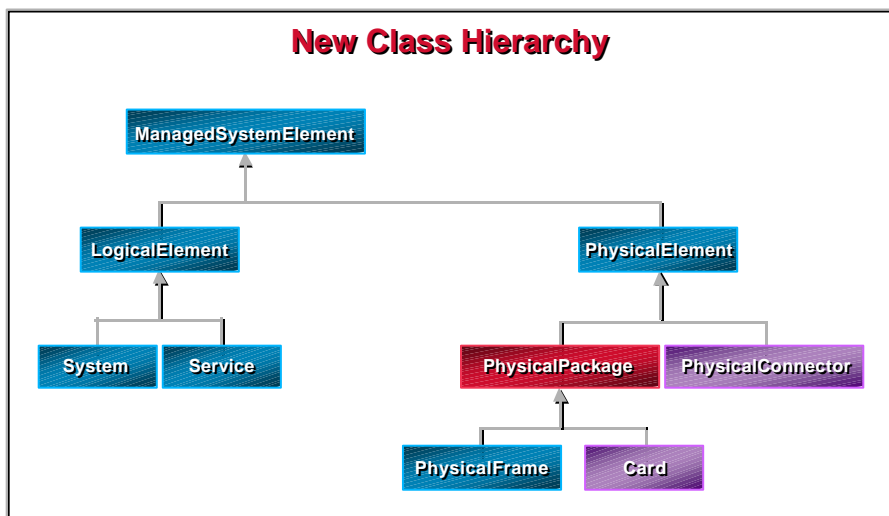 New Class Hierarchy
ManagedSystemElement
LogicalElement
PhysicalElement
System
Service
PhysicalPackage
PhysicalConnector
PhysicalFrame
Card